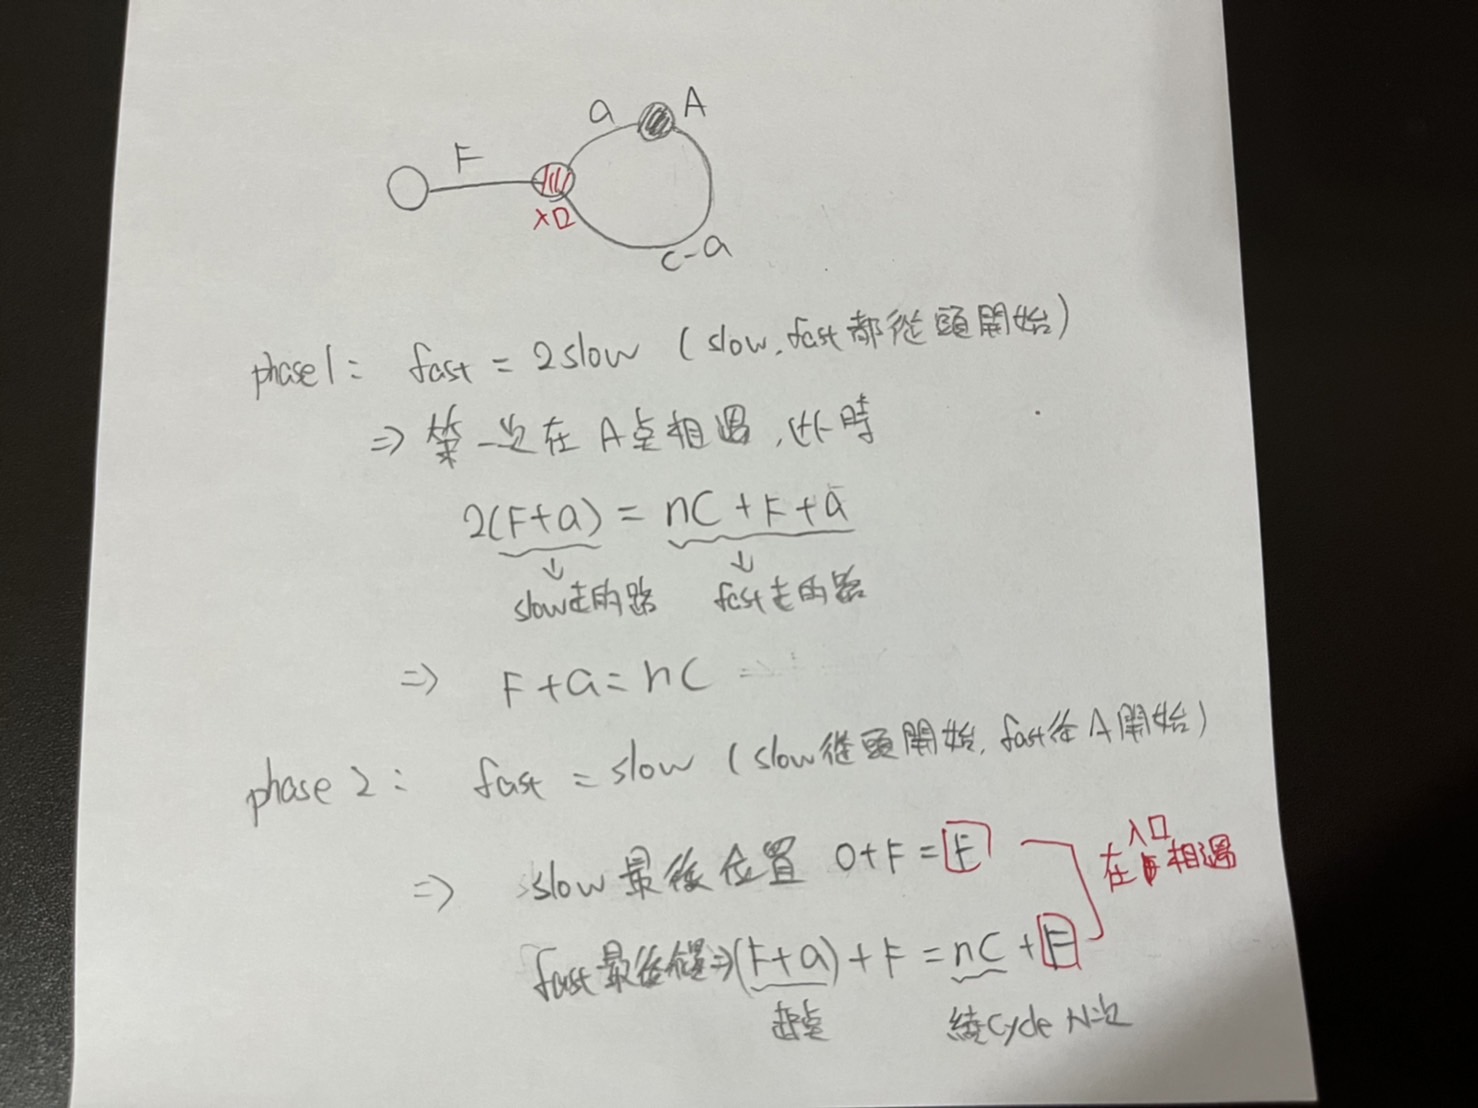 a A
F
入口
c-a
phase1: fast = 2slow (slow, fast都從頭開始)
⇒ 第一次在A点相遇,此時
2(F+a) = nC + F + a
↓ ↓
slow走的路 fast走的路
⇒ F+a = nC
phase 2: fast = slow (slow從頭開始, fast從A開始)
入口
⇒ slow最後位置 0+F = F 在 相遇
fast最後位置⇒(F+a) + F = nC + F
起点 繞Cycle N次